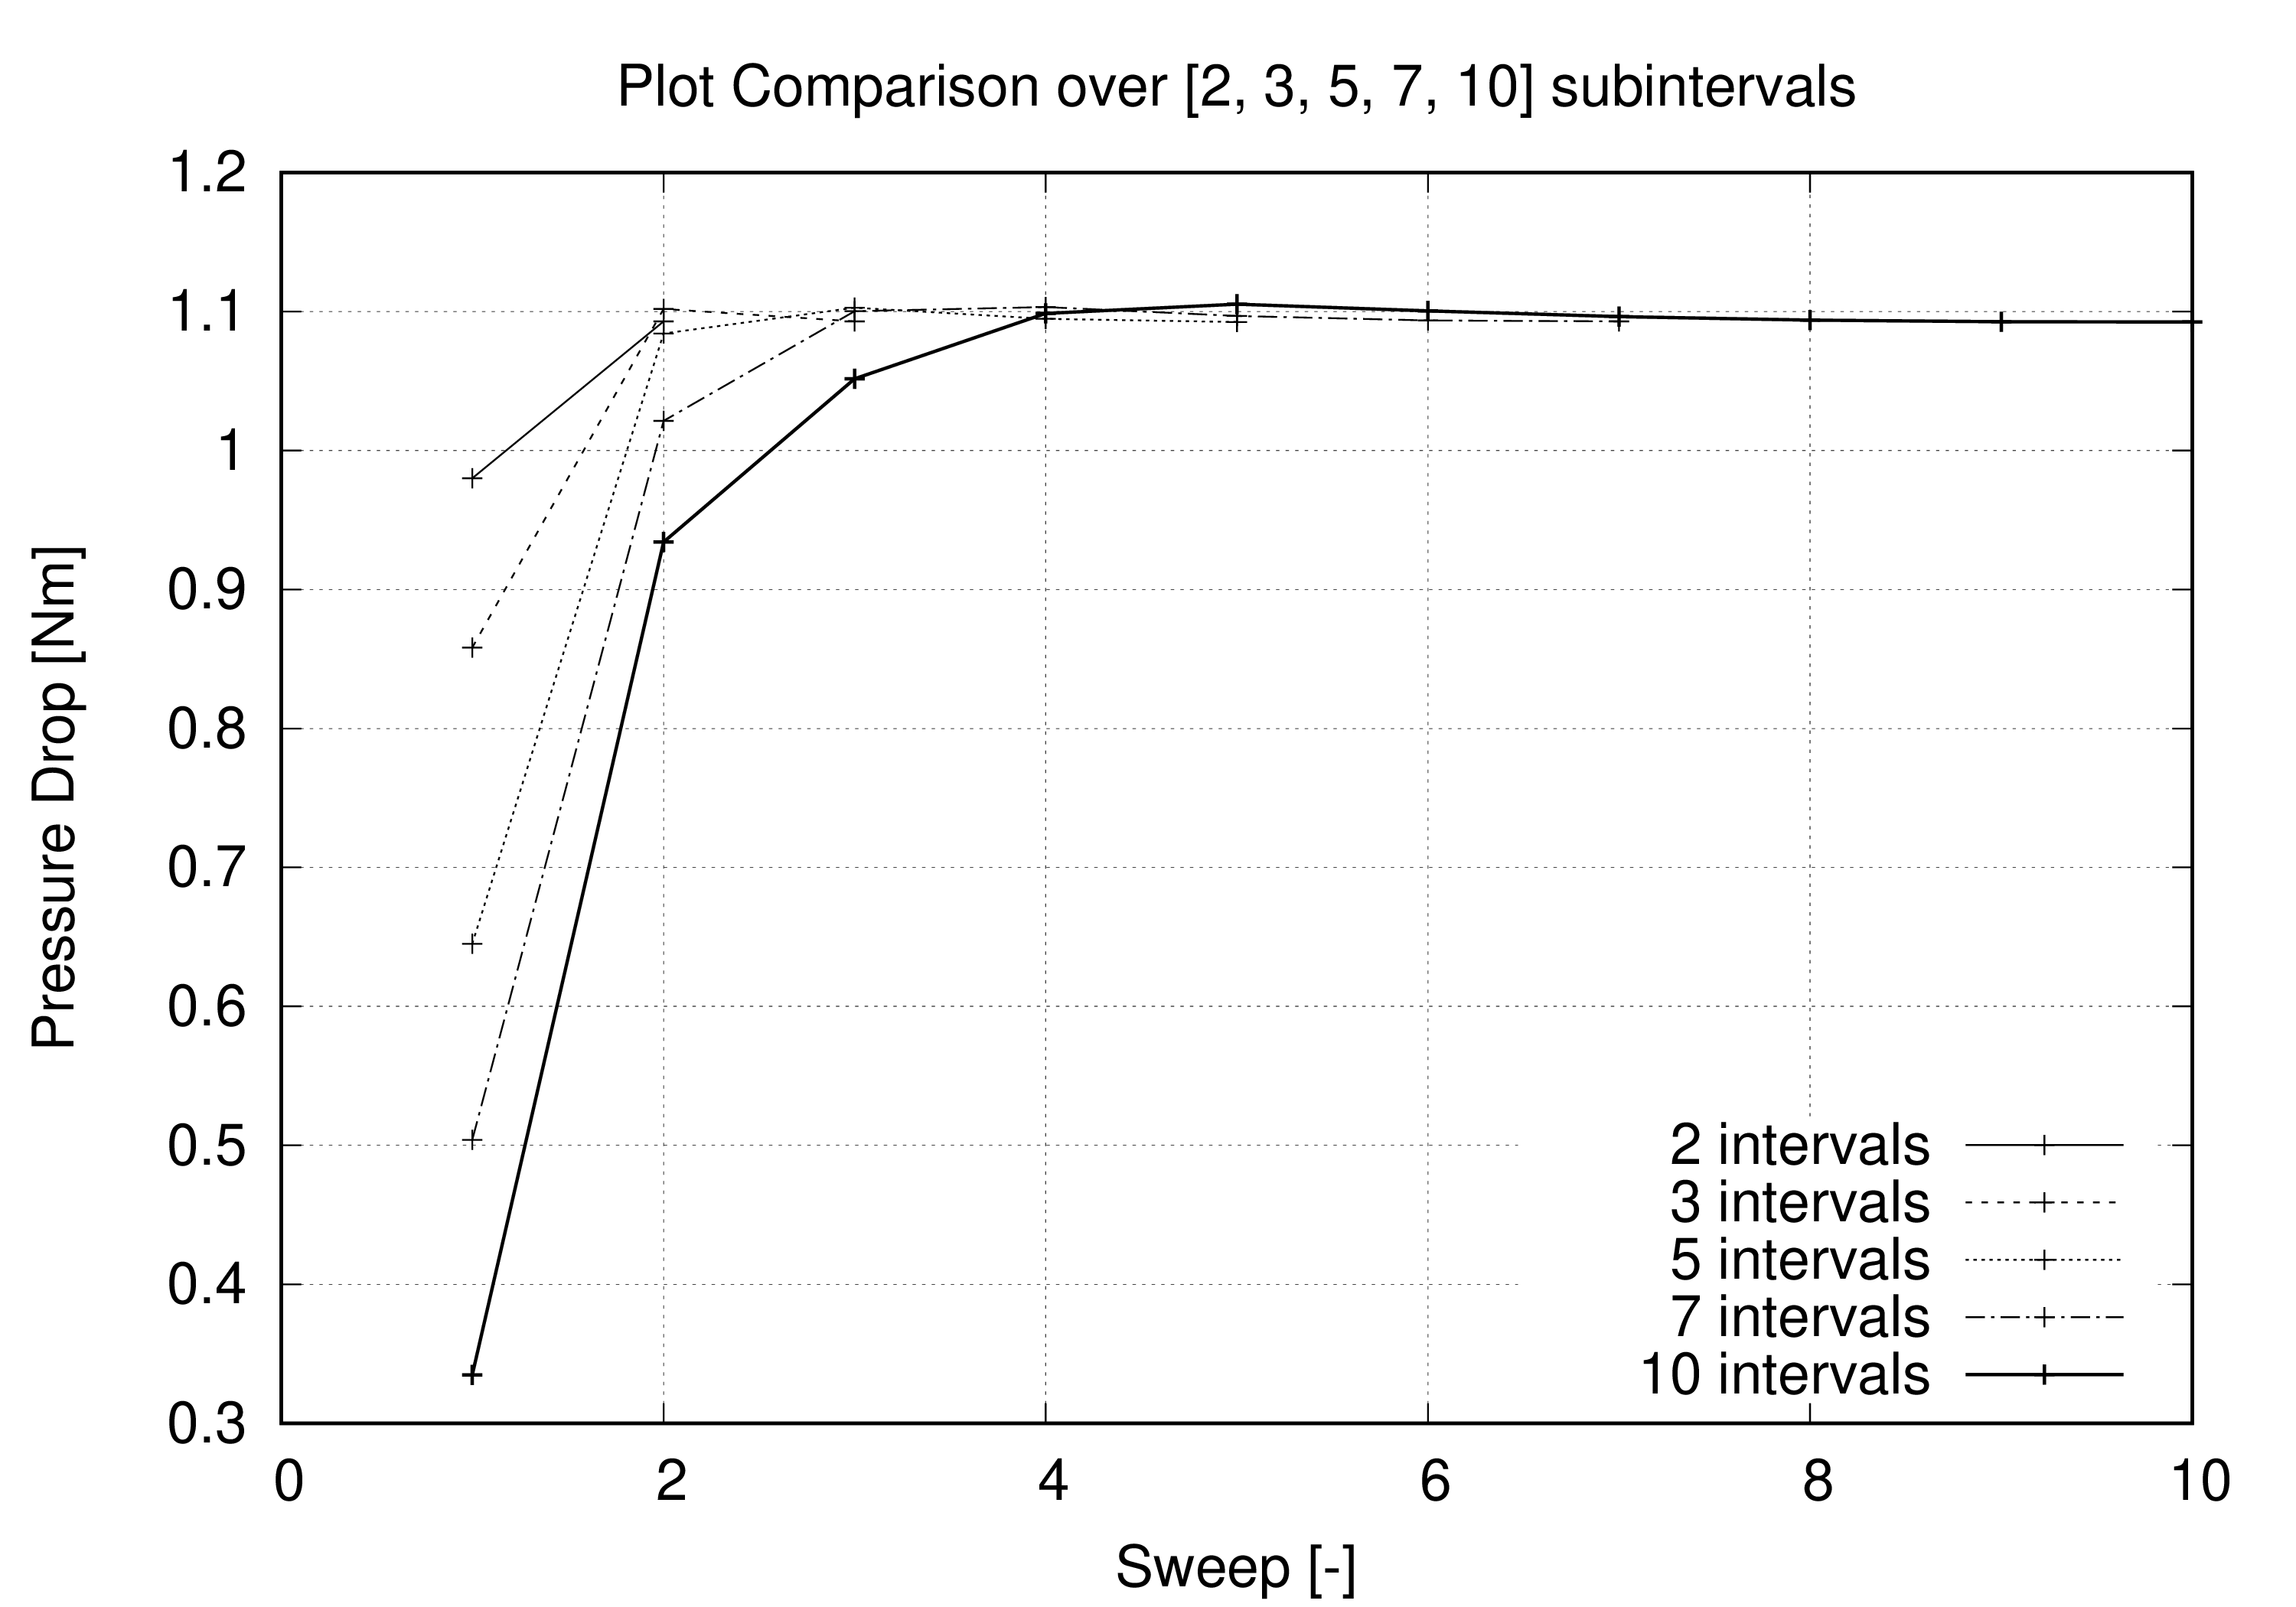 Plot Comparison over [2, 3, 5, 7, 10] subintervals
1.2
1.1
1
0.9
0.8
0.7
0.6
0.5
0.4
0.3
Pressure Drop [Nm]
2 intervals
3 intervals
5 intervals
7 intervals
10 intervals
0 2 4 6 8 10
Sweep [-]